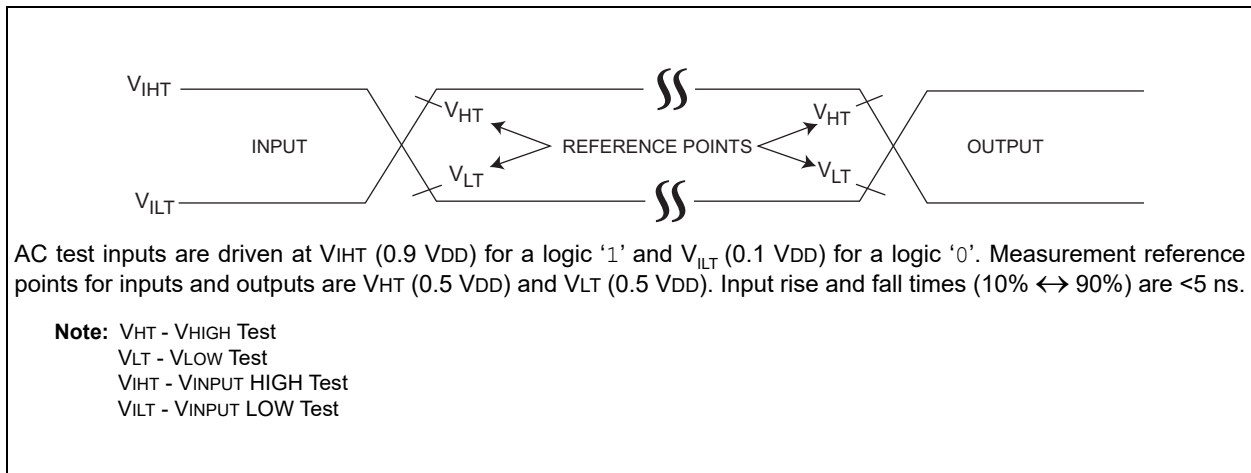 VIHT
VHT
VHT
INPUT
REFERENCE POINTS
OUTPUT
VLT
VLT
VILT
AC test inputs are driven at VIHT (0.9 VDD) for a logic ‘1’ and VILT (0.1 VDD) for a logic ‘0’. Measurement reference
points for inputs and outputs are VHT (0.5 VDD) and VLT (0.5 VDD). Input rise and fall times (10% ↔ 90%) are <5 ns.
Note: VHT - VHIGH Test
VLT - VLOW Test
VIHT - VINPUT HIGH Test
VILT - VINPUT LOW Test